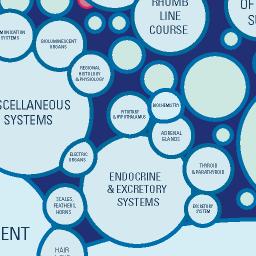 RHUMB
LINE
COURSE
OF
SYSTEMS
BIOLUMINESCENT
ORGANS
REGIONAL
HISTOLOGY
& PHYSIOLOGY
SCELLANEOUS
SYSTEMS
PITUITARY
& HYPOTHALAMUS
BIOCHEMISTRY
ADRENAL
GLANDS
ELECTRIC
ORGANS
THYROID
& PARATHYROID
ENDOCRINE
& EXCRETORY
SYSTEMS
SCALES,
FEATHERS,
HORNS
EXCRETORY
SYSTEM
ENT
HAIR